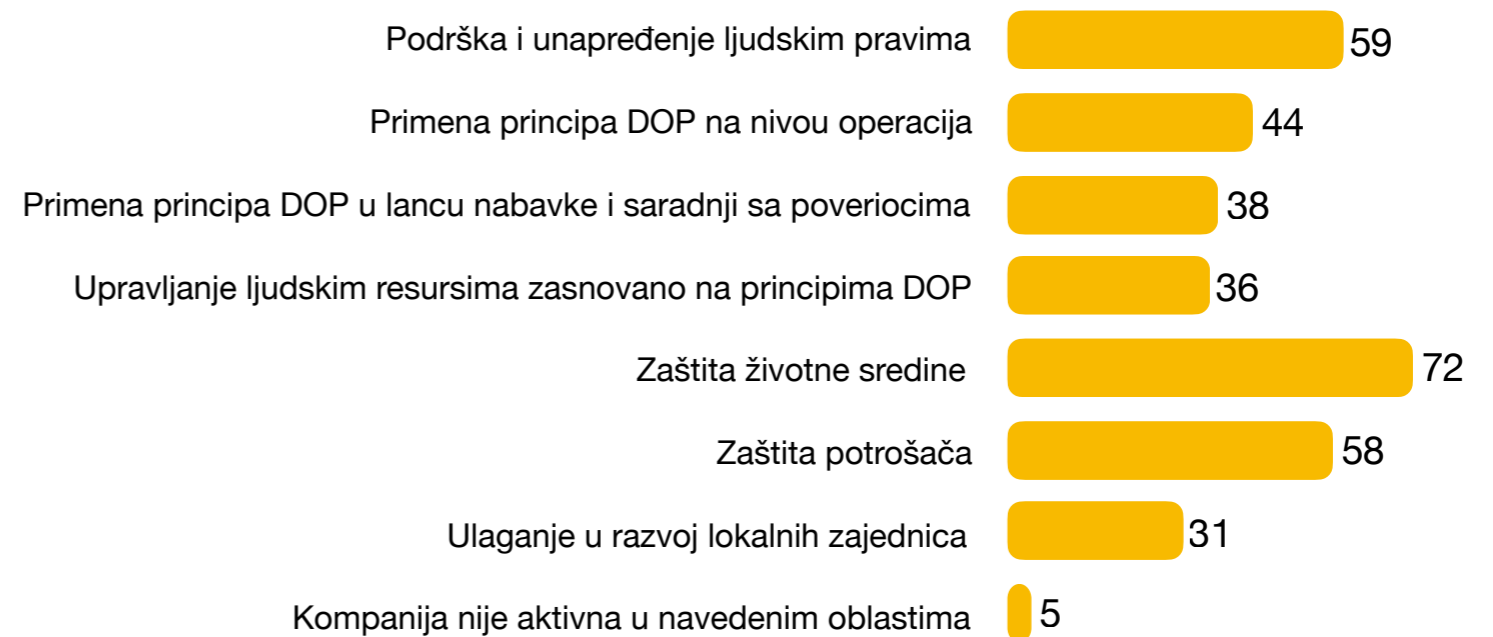 Podrška i unapređenje ljudskim pravima 59
Primena principa DOP na nivou operacija 44
Primena principa DOP u lancu nabavke i saradnji sa poveriocima 38
Upravljanje ljudskim resursima zasnovano na principima DOP 36
Zaštita životne sredine 72
Zaštita potrošača 58
Ulaganje u razvoj lokalnih zajednica 31
Kompanija nije aktivna u navedenim oblastima 5